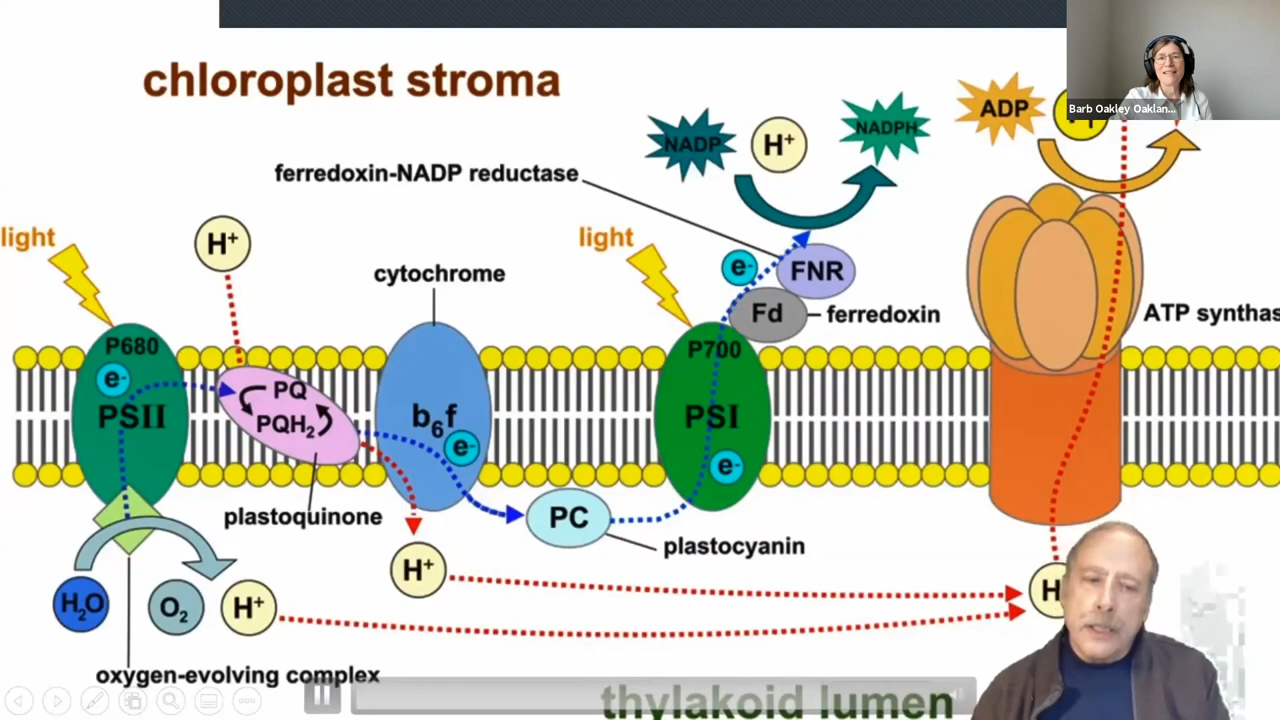 chloroplast stroma
Barb Oakley Oaklan...
NADP
H+
NADPH
ADP
ferredoxin-NADP reductase
light
H+
light
cytochrome
e-
FNR
Fd
ferredoxin
ATP synthas
P680
e-
PSII
PQ
PQH2
b6f
e-
P700
PSI
e-
plastoquinone
PC
plastocyanin
H+
H2O
O2
H+
H
oxygen-evolving complex
thylakoid lumen